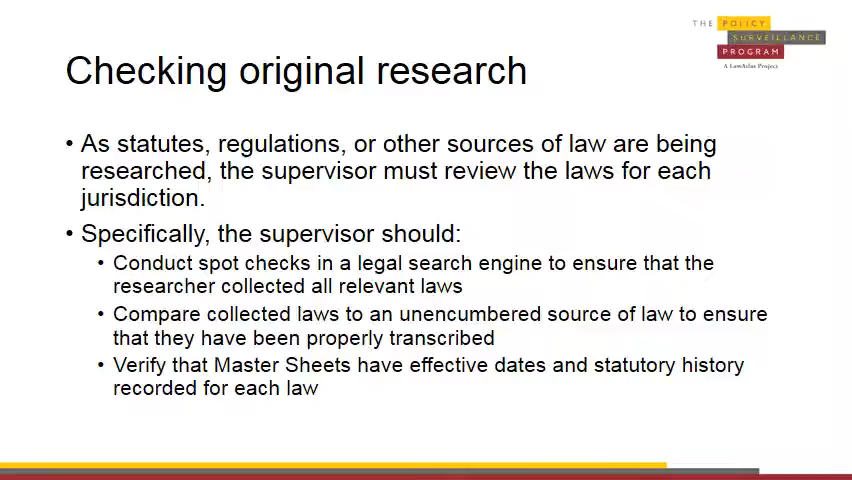 THE POLICY
SURVEILLANCE
PROGRAM
A LawAtlas Project
Checking original research
• As statutes, regulations, or other sources of law are being
researched, the supervisor must review the laws for each
jurisdiction.
• Specifically, the supervisor should:
• Conduct spot checks in a legal search engine to ensure that the
researcher collected all relevant laws
• Compare collected laws to an unencumbered source of law to ensure
that they have been properly transcribed
• Verify that Master Sheets have effective dates and statutory history
recorded for each law